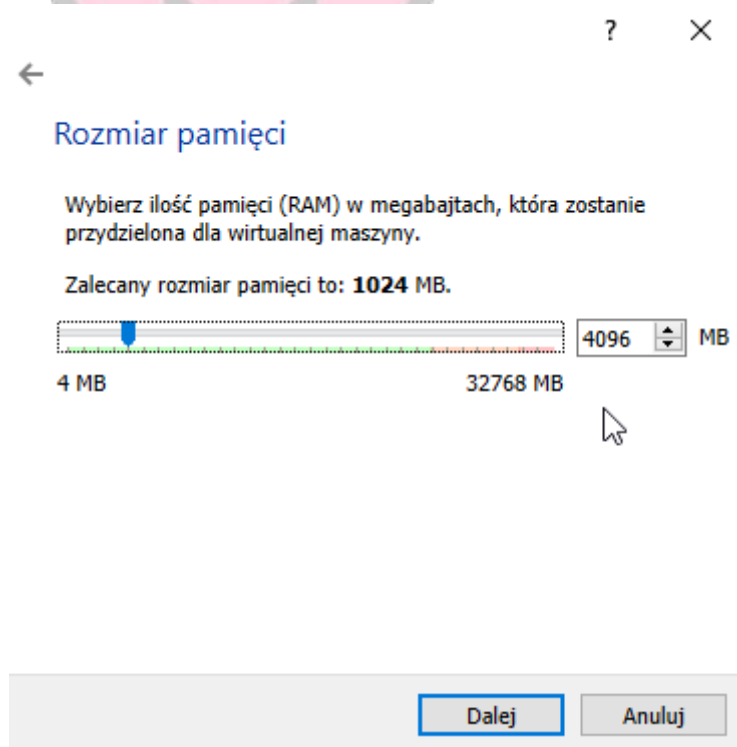 ?
Rozmiar pamięci
Wybierz ilość pamięci (RAM) w megabajtach, która zostanie
przydzielona dla wirtualnej maszyny.
Zalecany rozmiar pamięci to: 1024 MB.
4096 MB
4 MB 32768 MB
Dalej Anuluj